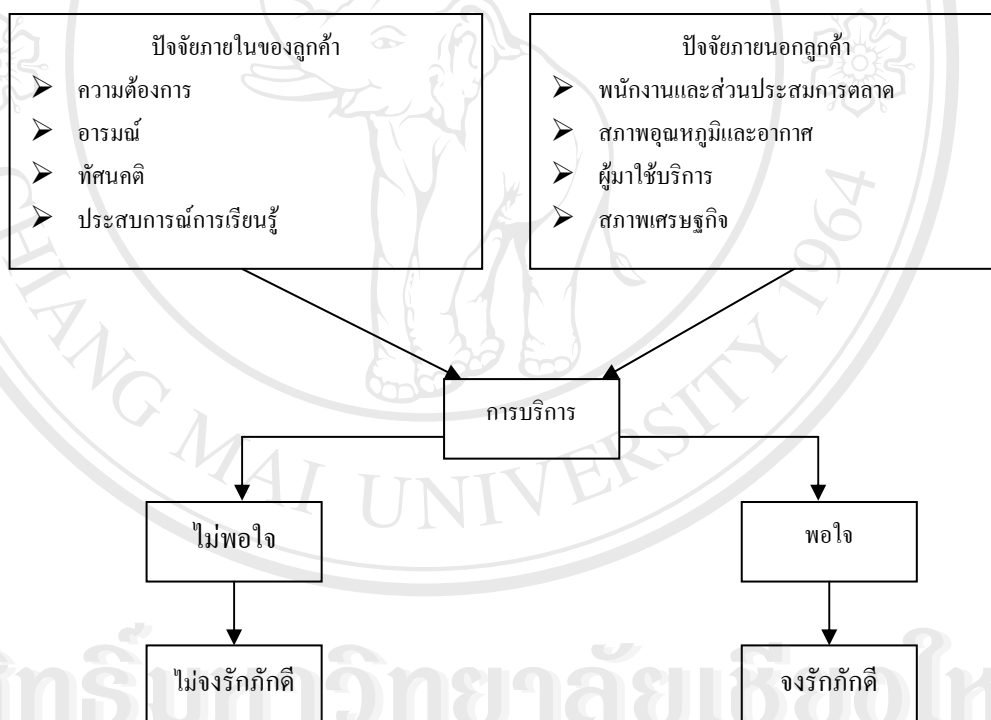 ปัจจัยภายในของลูกค้า
ความต้องการ
อารมณ์
ทัศนคติ
ประสบการณ์การเรียนรู้
ปัจจัยภายนอกลูกค้า
พนักงานและส่วนประสมการตลาด
สภาพอุณหภูมิและอากาศ
ผู้มาใช้บริการ
สภาพเศรษฐกิจ
การบริการ
ไม่พอใจ
พอใจ
ไม่จงรักภักดี
จงรักภักดี
CHIANG MAI UNIVERSITY 1964